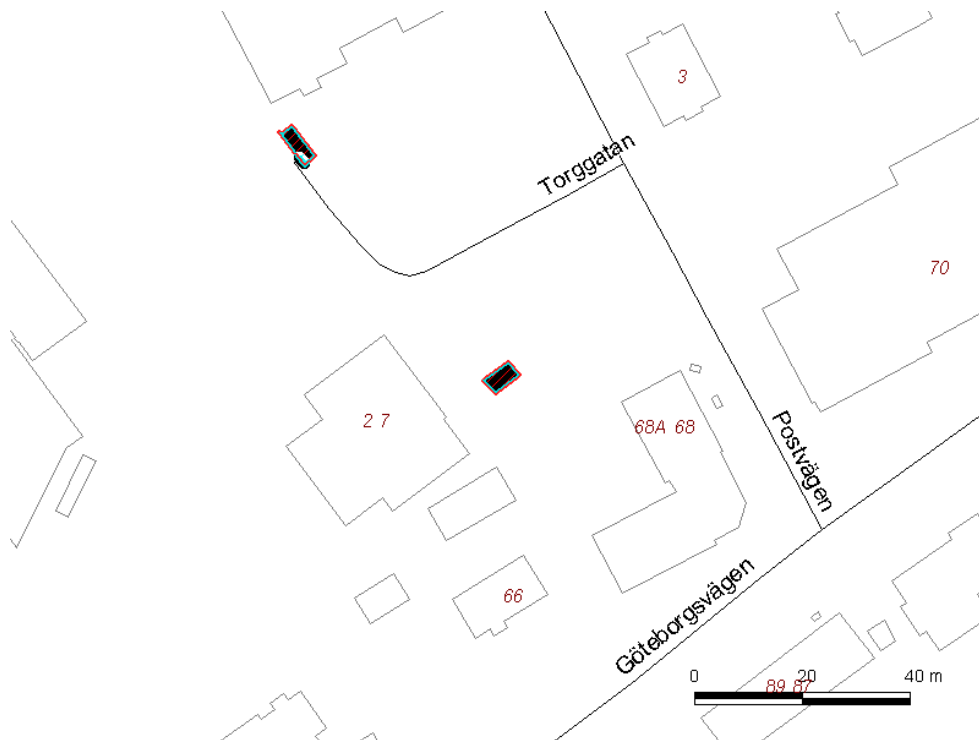 3
Torggatan
70
2 7
68A 68
Postvägen
66
Göteborgsvägen
0 20 40 m
89 87